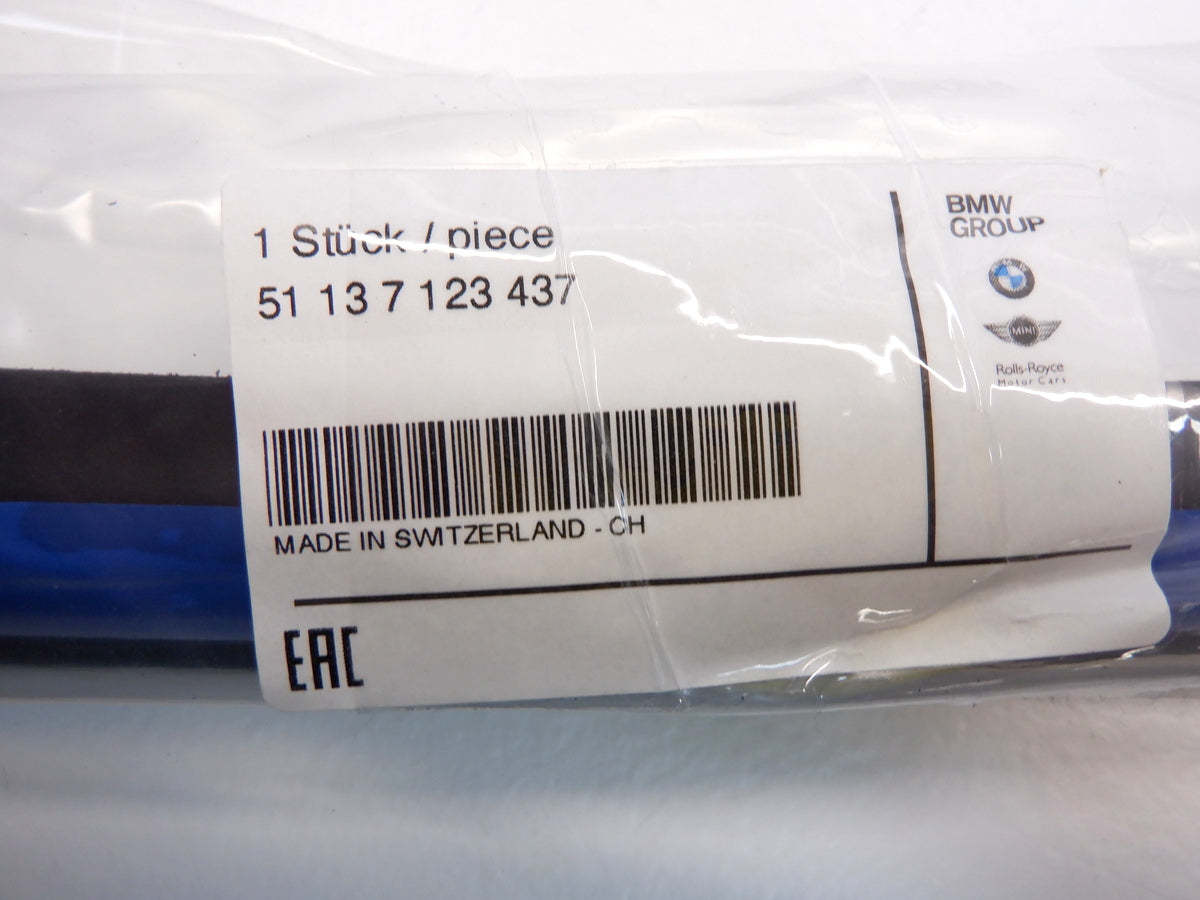 1 Stück / piece
51 13 7 123 437
MADE IN SWITZERLAND - CH
EAC
BMW
GROUP
BMW
MINI
Rolls-Royce
Motor Cars